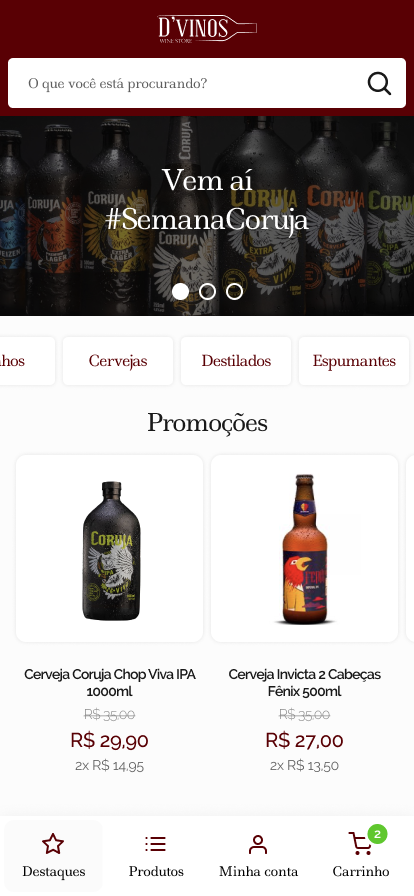 D'VINOS
WINE STORE
O que você está procurando?
Vem aí
#SemanaCoruja
nhos
Cervejas
Destilados
Espumantes
Promoções
CORUJA
Cerveja Coruja Chop Viva IPA
1000ml
R$ 35,00
R$ 29,90
2x R$ 14,95
Cerveja Invicta 2 Cabeças
Fênix 500ml
R$ 35,00
R$ 27,00
2x R$ 13,50
Destaques
Produtos
Minha conta
2
Carrinho